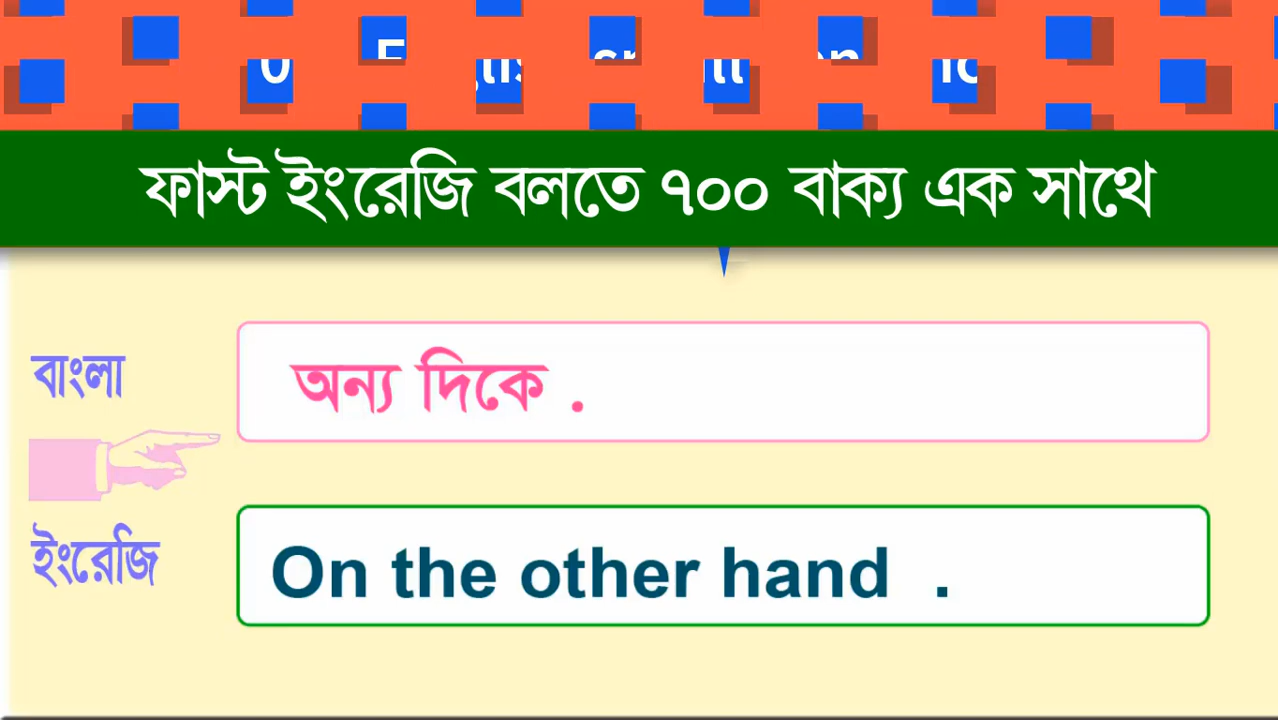 ফাস্ট ইংরেজি বলতে ৭০০ বাক্য এক সাথে
বাংলা
অন্য দিকে .
ইংরেজি
On the other hand .